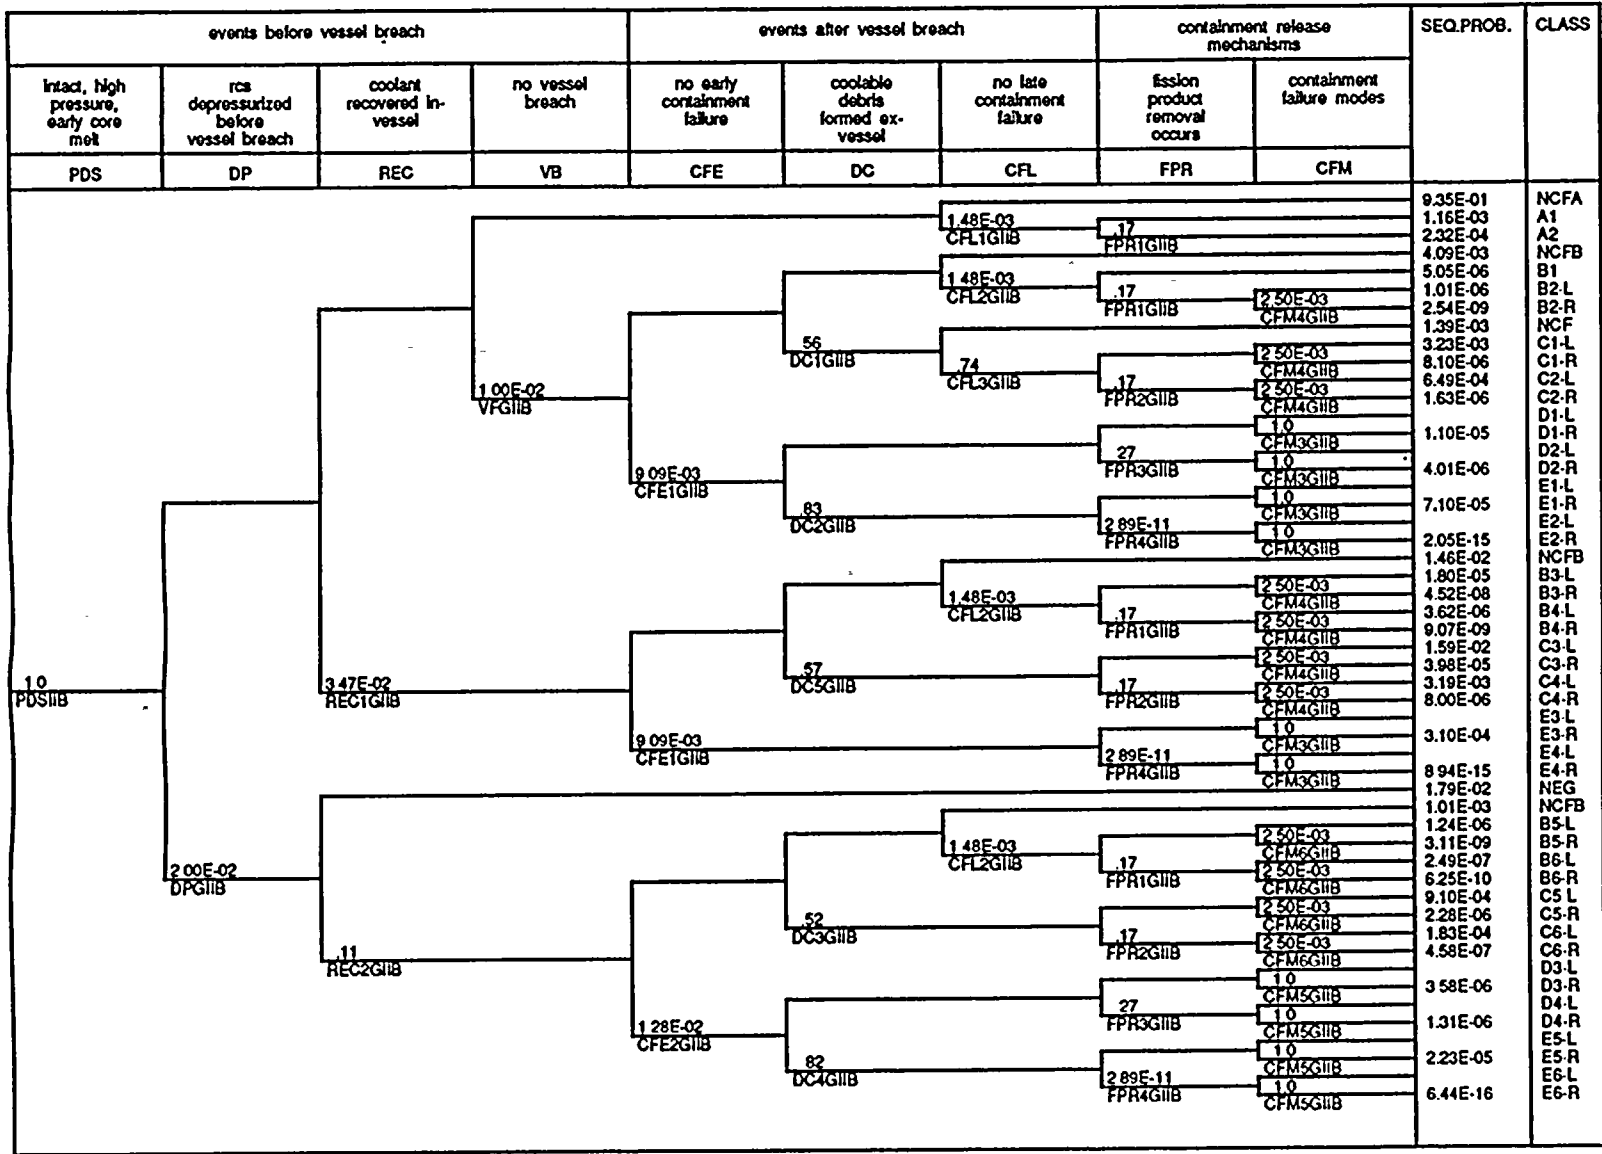 events before vessel breach
events after vessel breach
containment release mechanisms
SEQ.PROB.
CLASS
intact, high pressure, early core melt
rcs depressurized before vessel breach
coolant recovered in-vessel
no vessel breach
no early containment failure
coolable debris formed ex-vessel
no late containment failure
fission product removal occurs
containment failure modes
PDS
DP
REC
VB
CFE
DC
CFL
FPR
CFM
9.35E-01 NCFA
1.48E-03
1.16E-03 A1
.17
CFL1GIIB
FPR1GIIB
2.32E-04 A2
4.09E-03 NCFB
1.48E-03
5.05E-06 B1
CFL2GIIB
.17
1.01E-06 B2-L
FPR1GIIB
2.50E-03
2.54E-09 B2-R
CFM4GIIB
1.39E-03 NCF
.56
DC1GIIB
3.23E-03 C1-L
2.50E-03
8.10E-06 C1-R
.74
CFM4GIIB
CFL3GIIB
6.49E-04 C2-L
.17
2.50E-03
FPR2GIIB
1.63E-06 C2-R
CFM4GIIB
1.00E-02
VFGIIB
D1-L
1.0
1.10E-05 D1-R
CFM3GIIB
27
D2-L
FPR3GIIB
1.0
4.01E-06 D2-R
CFM3GIIB
9.09E-03
CFE1GIIB
E1-L
1.0
7.10E-05 E1-R
.83
CFM3GIIB
DC2GIIB
E2-L
2.89E-11
1.0
FPR4GIIB
2.05E-15 E2-R
CFM3GIIB
1.46E-02 NCFB
1.80E-05 B3-L
2.50E-03
1.48E-03
4.52E-08 B3-R
CFL2GIIB
CFM4GIIB
.17
3.62E-06 B4-L
FPR1GIIB
2.50E-03
9.07E-09 B4-R
CFM4GIIB
1.59E-02 C3-L
2.50E-03
.57
3.98E-05 C3-R
DC5GIIB
CFM4GIIB
1.0
PDSIIB
3.47E-02
REC1GIIB
.17
3.19E-03 C4-L
FPR2GIIB
2.50E-03
8.00E-06 C4-R
CFM4GIIB
E3-L
1.0
3.10E-04 E3-R
CFM3GIIB
9.09E-03
CFE1GIIB
E4-L
2.89E-11
1.0
FPR4GIIB
8.94E-15 E4-R
CFM3GIIB
1.79E-02 NEG
1.01E-03 NCFB
1.24E-06 B5-L
2.50E-03
1.48E-03
3.11E-09 B5-R
CFL2GIIB
CFM6GIIB
2.00E-02
DPGIIB
.17
2.49E-07 B6-L
FPR1GIIB
2.50E-03
6.25E-10 B6-R
CFM6GIIB
9.10E-04 C5-L
2.50E-03
.52
2.28E-06 C5-R
DC3GIIB
CFM6GIIB
.17
1.83E-04 C6-L
FPR2GIIB
2.50E-03
4.58E-07 C6-R
CFM6GIIB
.11
REC2GIIB
D3-L
1.0
3.58E-06 D3-R
CFM5GIIB
27
D4-L
FPR3GIIB
1.0
1.31E-06 D4-R
CFM5GIIB
1.28E-02
CFE2GIIB
E5-L
1.0
2.23E-05 E5-R
82
CFM5GIIB
DC4GIIB
E6-L
2.89E-11
1.0
FPR4GIIB
6.44E-16 E6-R
CFM5GIIB